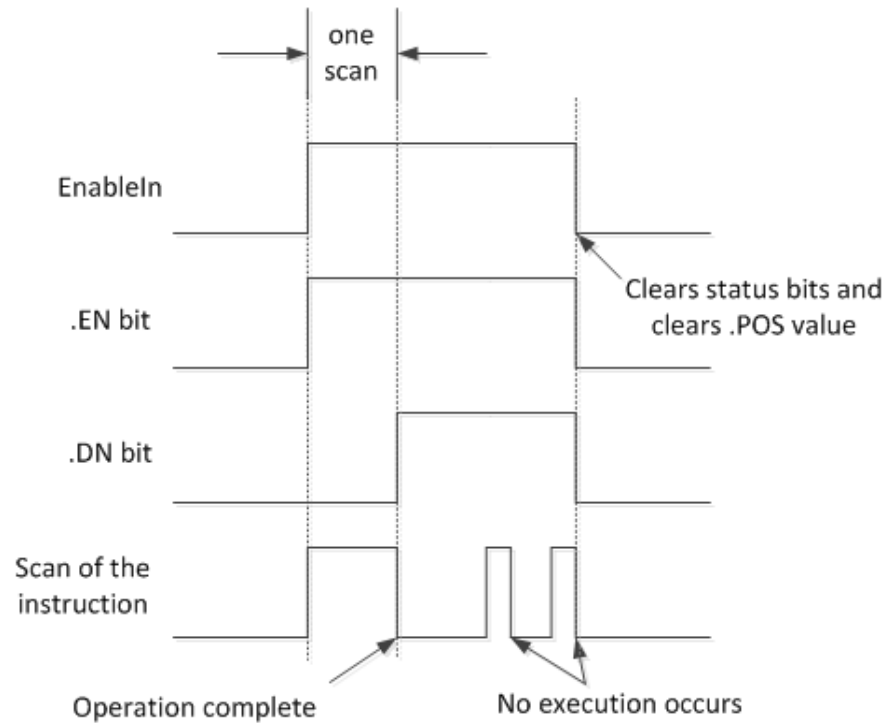 one
scan
EnableIn
Clears status bits and
clears .POS value
.EN bit
.DN bit
Scan of the
instruction
Operation complete
No execution occurs